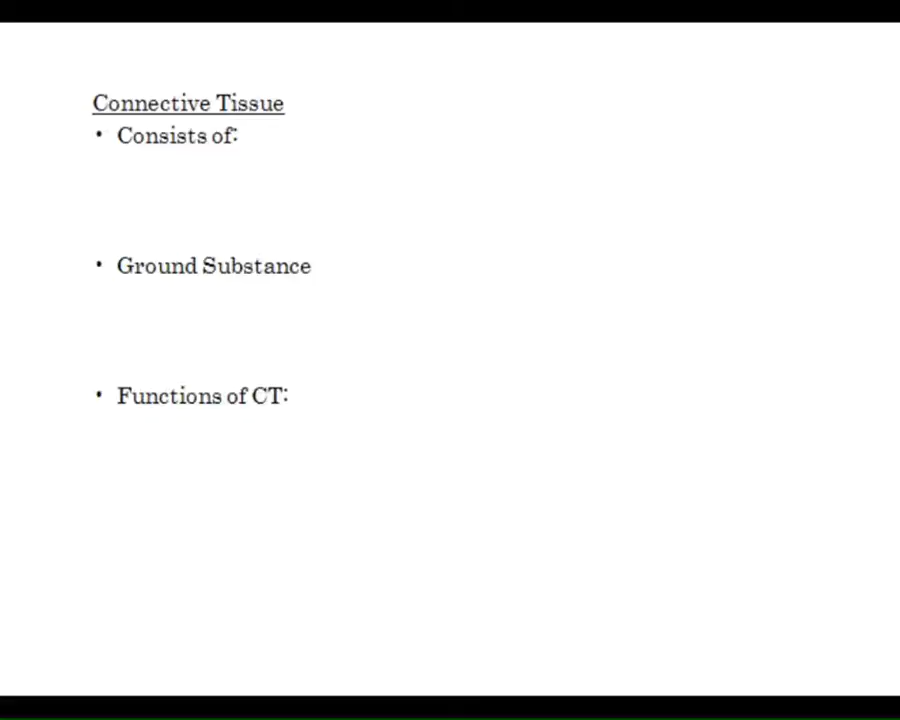 Connective Tissue
• Consists of:
• Ground Substance
• Functions of CT: